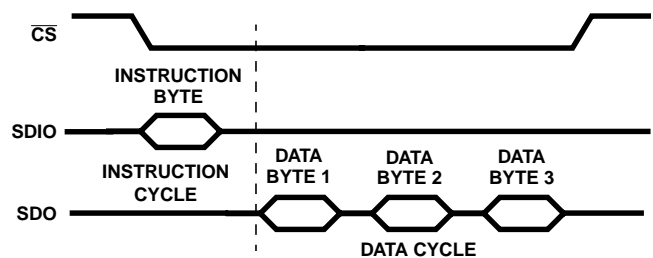 CS
INSTRUCTION
BYTE
SDIO
INSTRUCTION
CYCLE
DATA
BYTE 1
DATA
BYTE 2
DATA
BYTE 3
SDO
DATA CYCLE